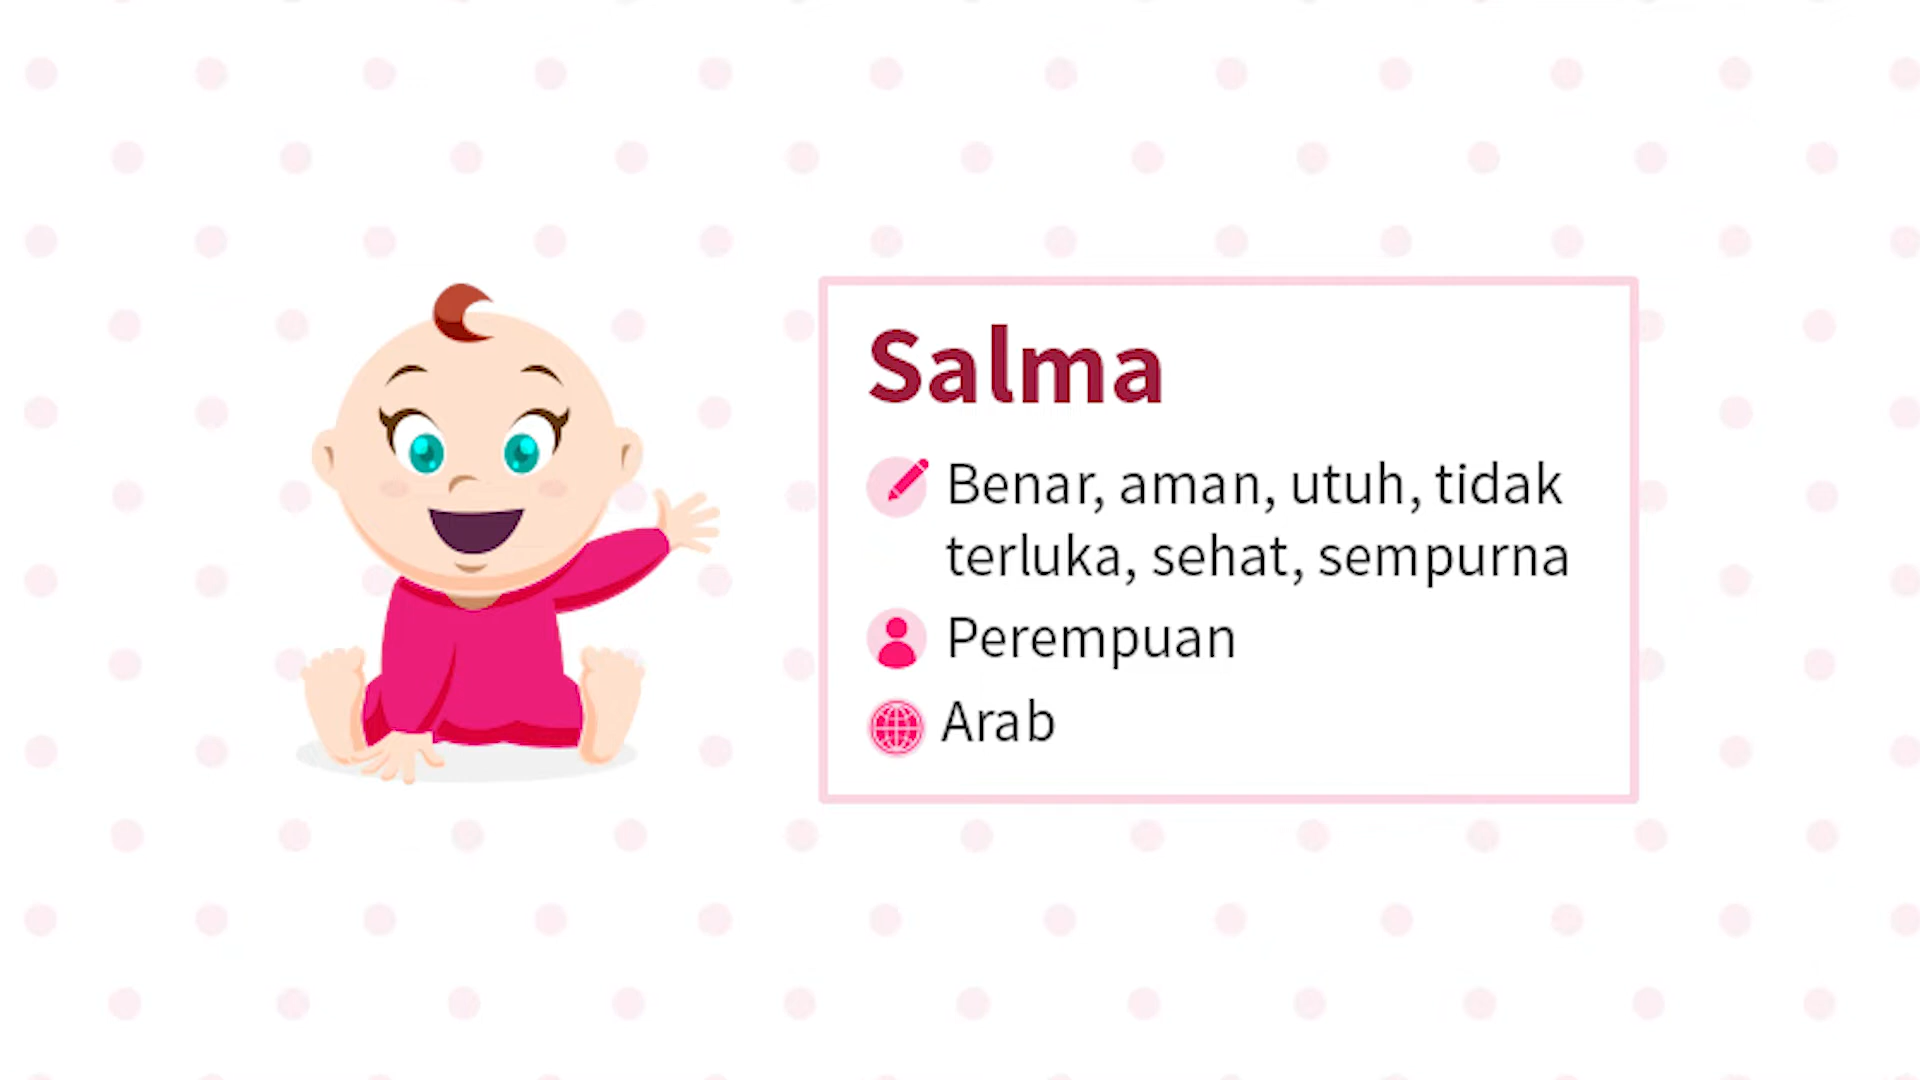 Salma
Benar, aman, utuh, tidak
terluka, sehat, sempurna
Perempuan
Arab